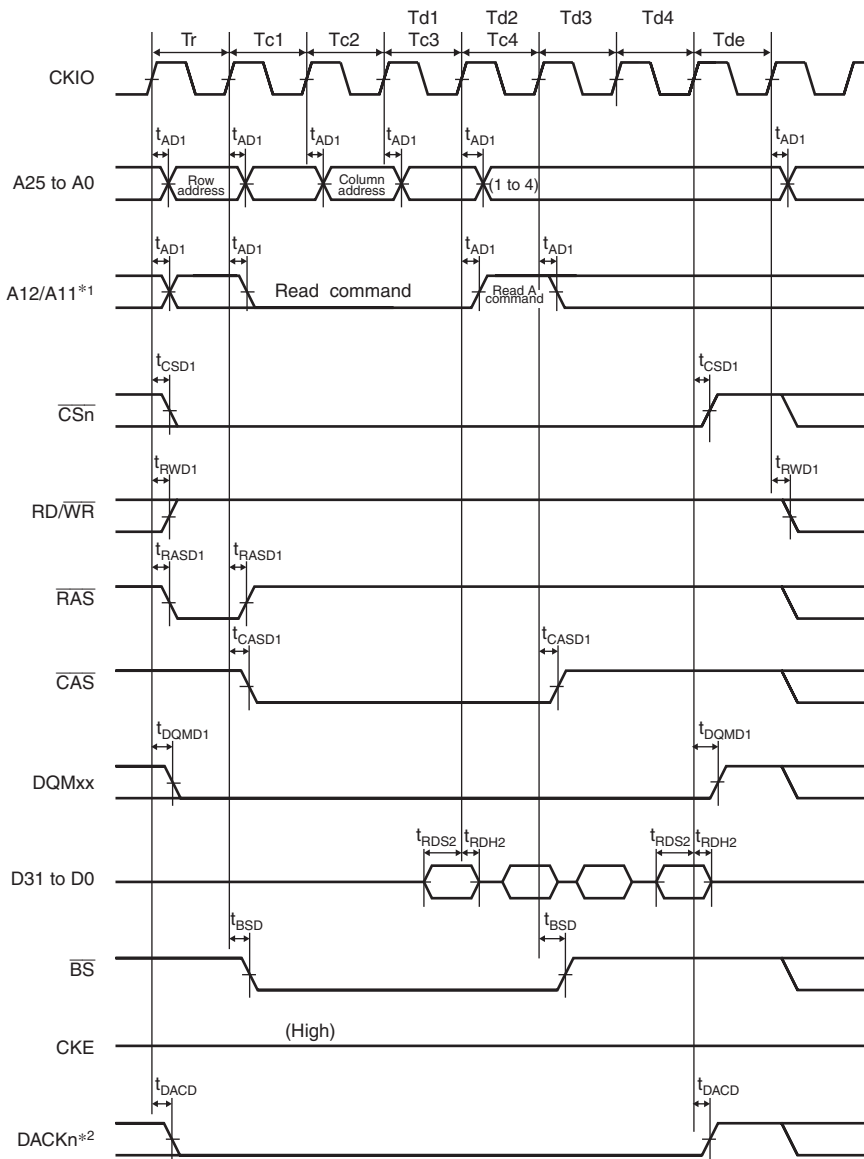 Td1 Td2 Td3 Td4
Tr Tc1 Tc2 Tc3 Tc4 Tde
CKIO
tAD1 tAD1 tAD1 tAD1 tAD1 tAD1
A25 to A0 Row address Column address (1 to 4)
tAD1 tAD1 tAD1 tAD1
A12/A11*1 Read command Read A command
tCSD1 tCSD1
CSn
tRWD1 tRWD1
RD/WR
tRASD1 tRASD1
RAS
tCASD1 tCASD1
CAS
tDQMD1 tDQMD1
DQMxx
tRDS2 tRDH2 tRDS2 tRDH2
D31 to D0
tBSD tBSD
BS
(High)
CKE
tDACD tDACD
DACKn*2